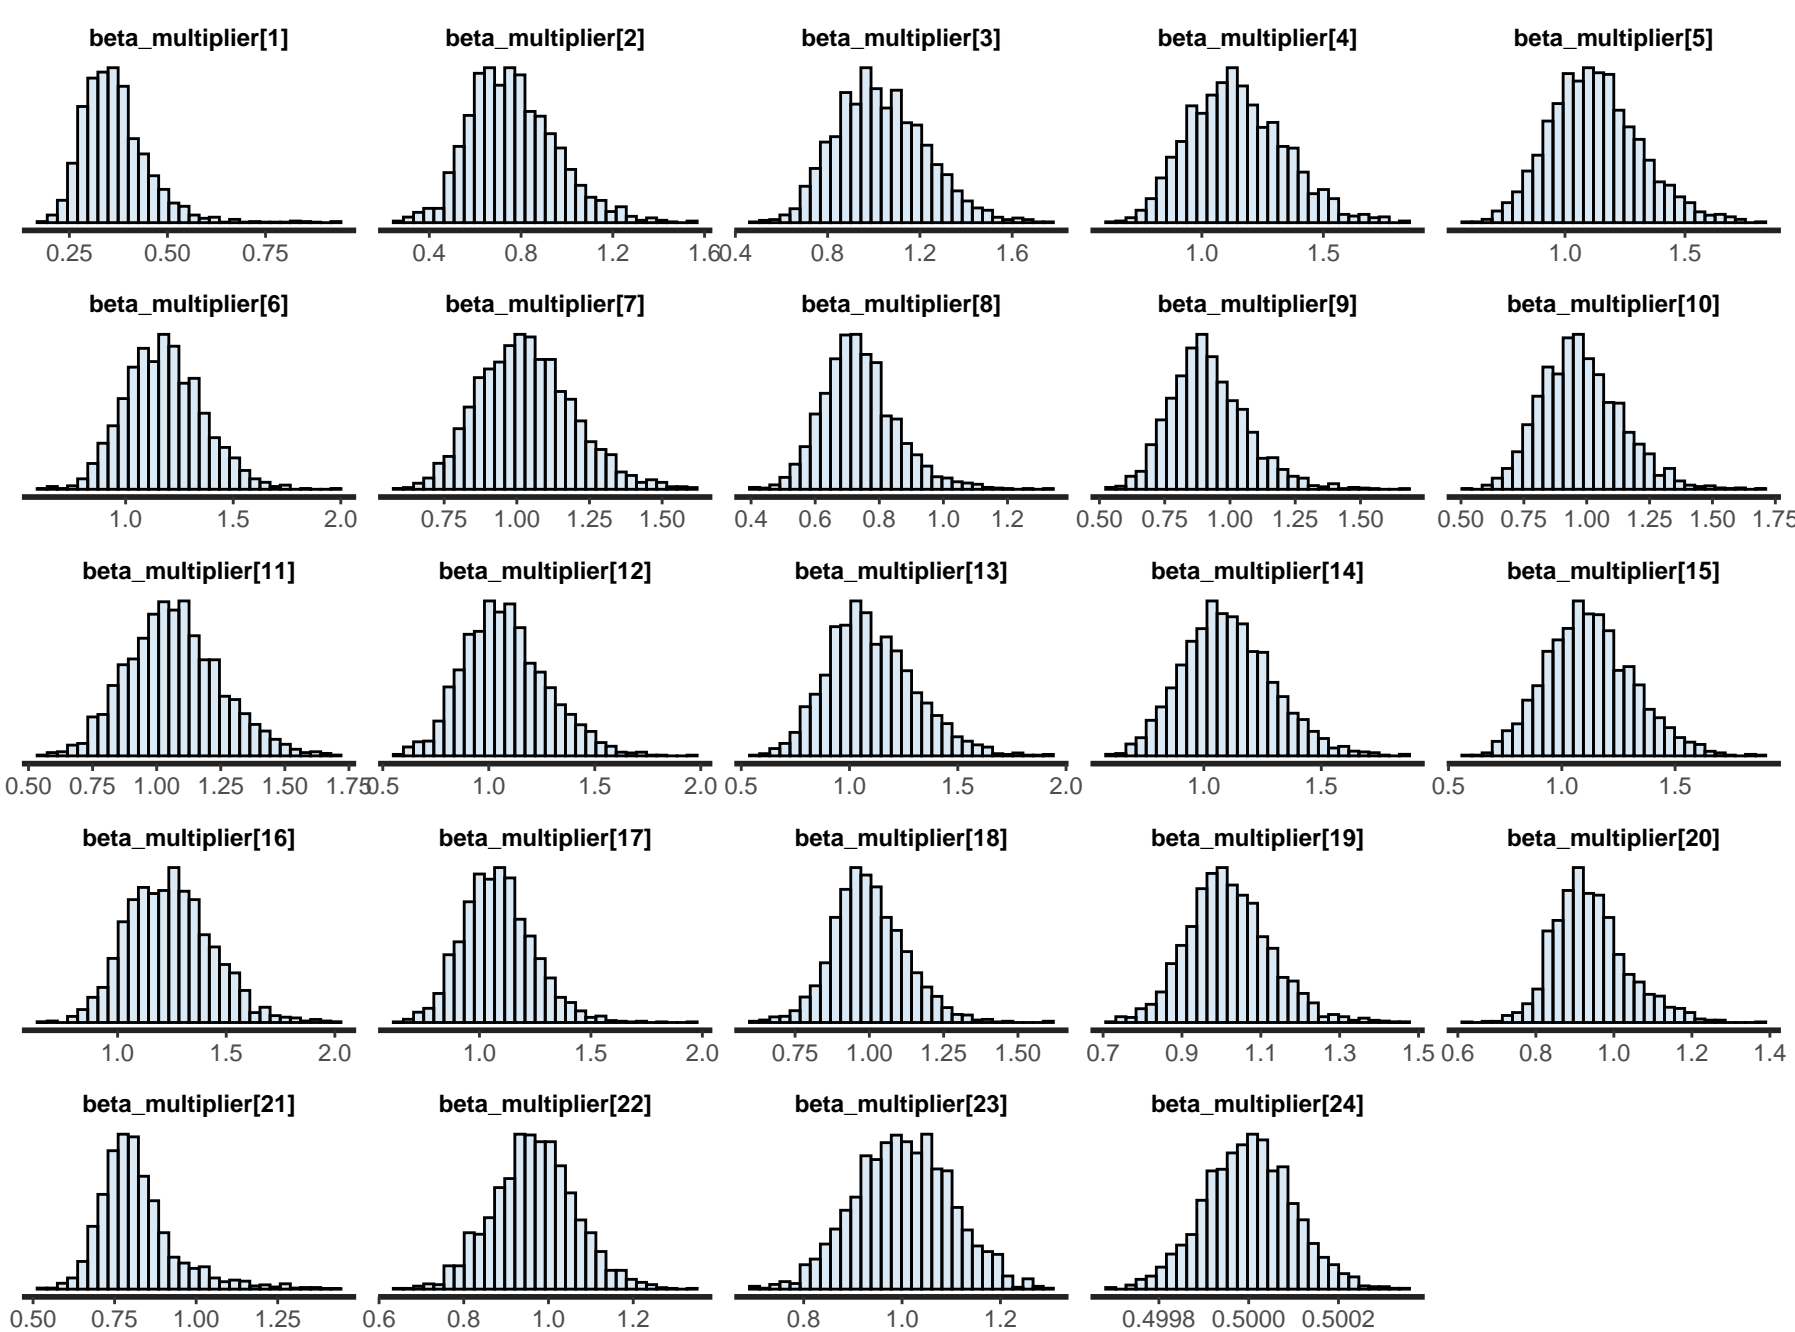 beta_multiplier[1] beta_multiplier[2] beta_multiplier[3] beta_multiplier[4] beta_multiplier[5]
0.25 0.50 0.75 0.4 0.8 1.2 1.6 0.4 0.8 1.2 1.6 1.0 1.5 1.0 1.5
beta_multiplier[6] beta_multiplier[7] beta_multiplier[8] beta_multiplier[9] beta_multiplier[10]
1.0 1.5 2.0 0.75 1.00 1.25 1.50 0.4 0.6 0.8 1.0 1.2 0.50 0.75 1.00 1.25 1.50 0.50 0.75 1.00 1.25 1.50 1.75
beta_multiplier[11] beta_multiplier[12] beta_multiplier[13] beta_multiplier[14] beta_multiplier[15]
0.50 0.75 1.00 1.25 1.50 1.75 0.5 1.0 1.5 2.0 0.5 1.0 1.5 2.0 1.0 1.5 0.5 1.0 1.5
beta_multiplier[16] beta_multiplier[17] beta_multiplier[18] beta_multiplier[19] beta_multiplier[20]
1.0 1.5 2.0 1.0 1.5 2.0 0.75 1.00 1.25 1.50 0.7 0.9 1.1 1.3 1.5 0.6 0.8 1.0 1.2 1.4
beta_multiplier[21] beta_multiplier[22] beta_multiplier[23] beta_multiplier[24]
0.50 0.75 1.00 1.25 0.6 0.8 1.0 1.2 0.8 1.0 1.2 0.4998 0.5000 0.5002